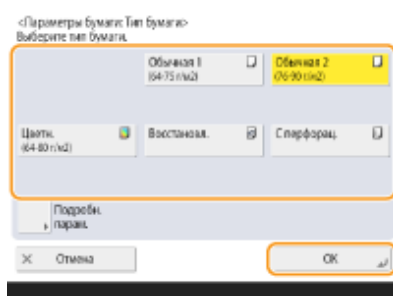 <Параметры бумаги: Тип бумаги>
Выберите тип бумаги.
Обычная 1
(64-75 г/м2)
Обычная 2
(76-90 г/м2)
Цветн.
(64-80 г/м2)
Восстановл.
С перфорац.
Подробн.
парам.
Отмена
OK